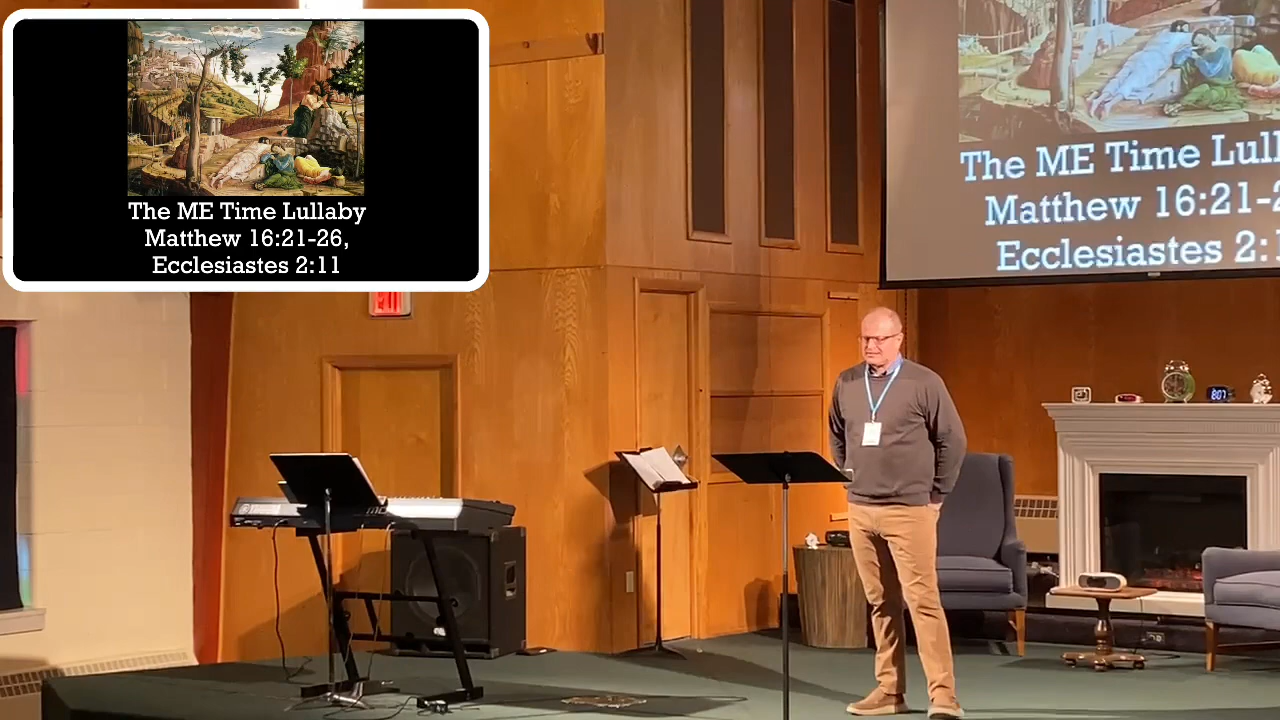 The ME Time Lullaby
Matthew 16:21-26,
Ecclesiastes 2:11
EXIT
The ME Time
Matthew 16:21-2
Ecclesiastes 2:1
807